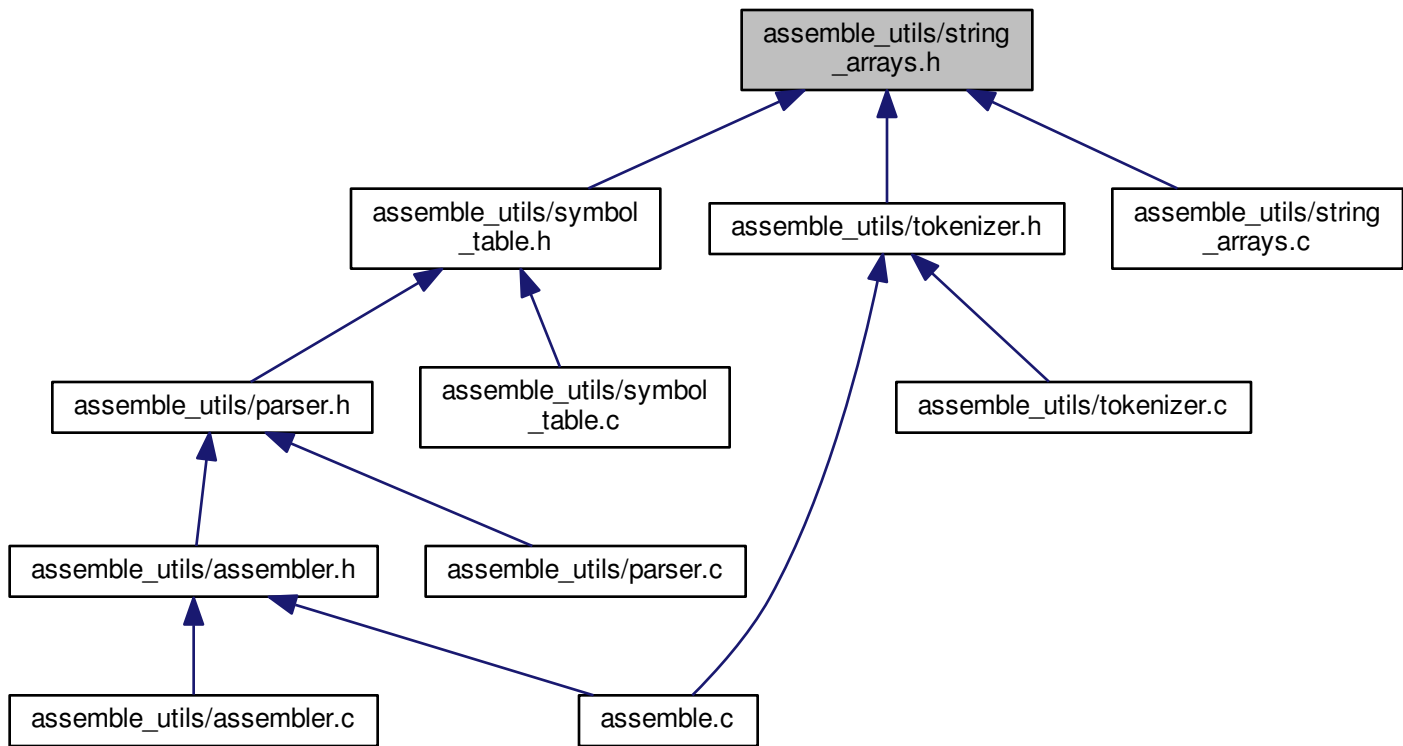 assemble_utils/string
_arrays.h
assemble_utils/symbol
_table.h
assemble_utils/tokenizer.h
assemble_utils/string
_arrays.c
assemble_utils/parser.h
assemble_utils/symbol
_table.c
assemble_utils/tokenizer.c
assemble_utils/assembler.h
assemble_utils/parser.c
assemble_utils/assembler.c
assemble.c